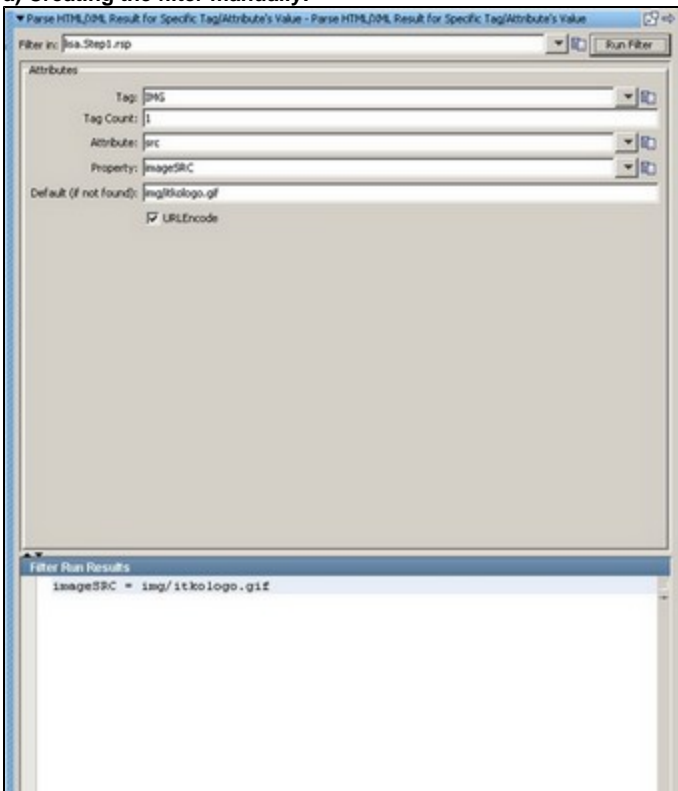 a) Creating the filter manually:
Parse HTML/XML Result for Specific Tag/Attribute's Value - Parse HTML/XML Result for Specific Tag/Attribute's Value
Filter in: lisa.Step1.rsp Run Filter
Attributes
Tag: IMG
Tag Count: 1
Attribute: src
Property: imageSRC
Default (if not found): img/itkologo.gif
URLEncode
Filter Run Results
imageSRC = img/itkologo.gif